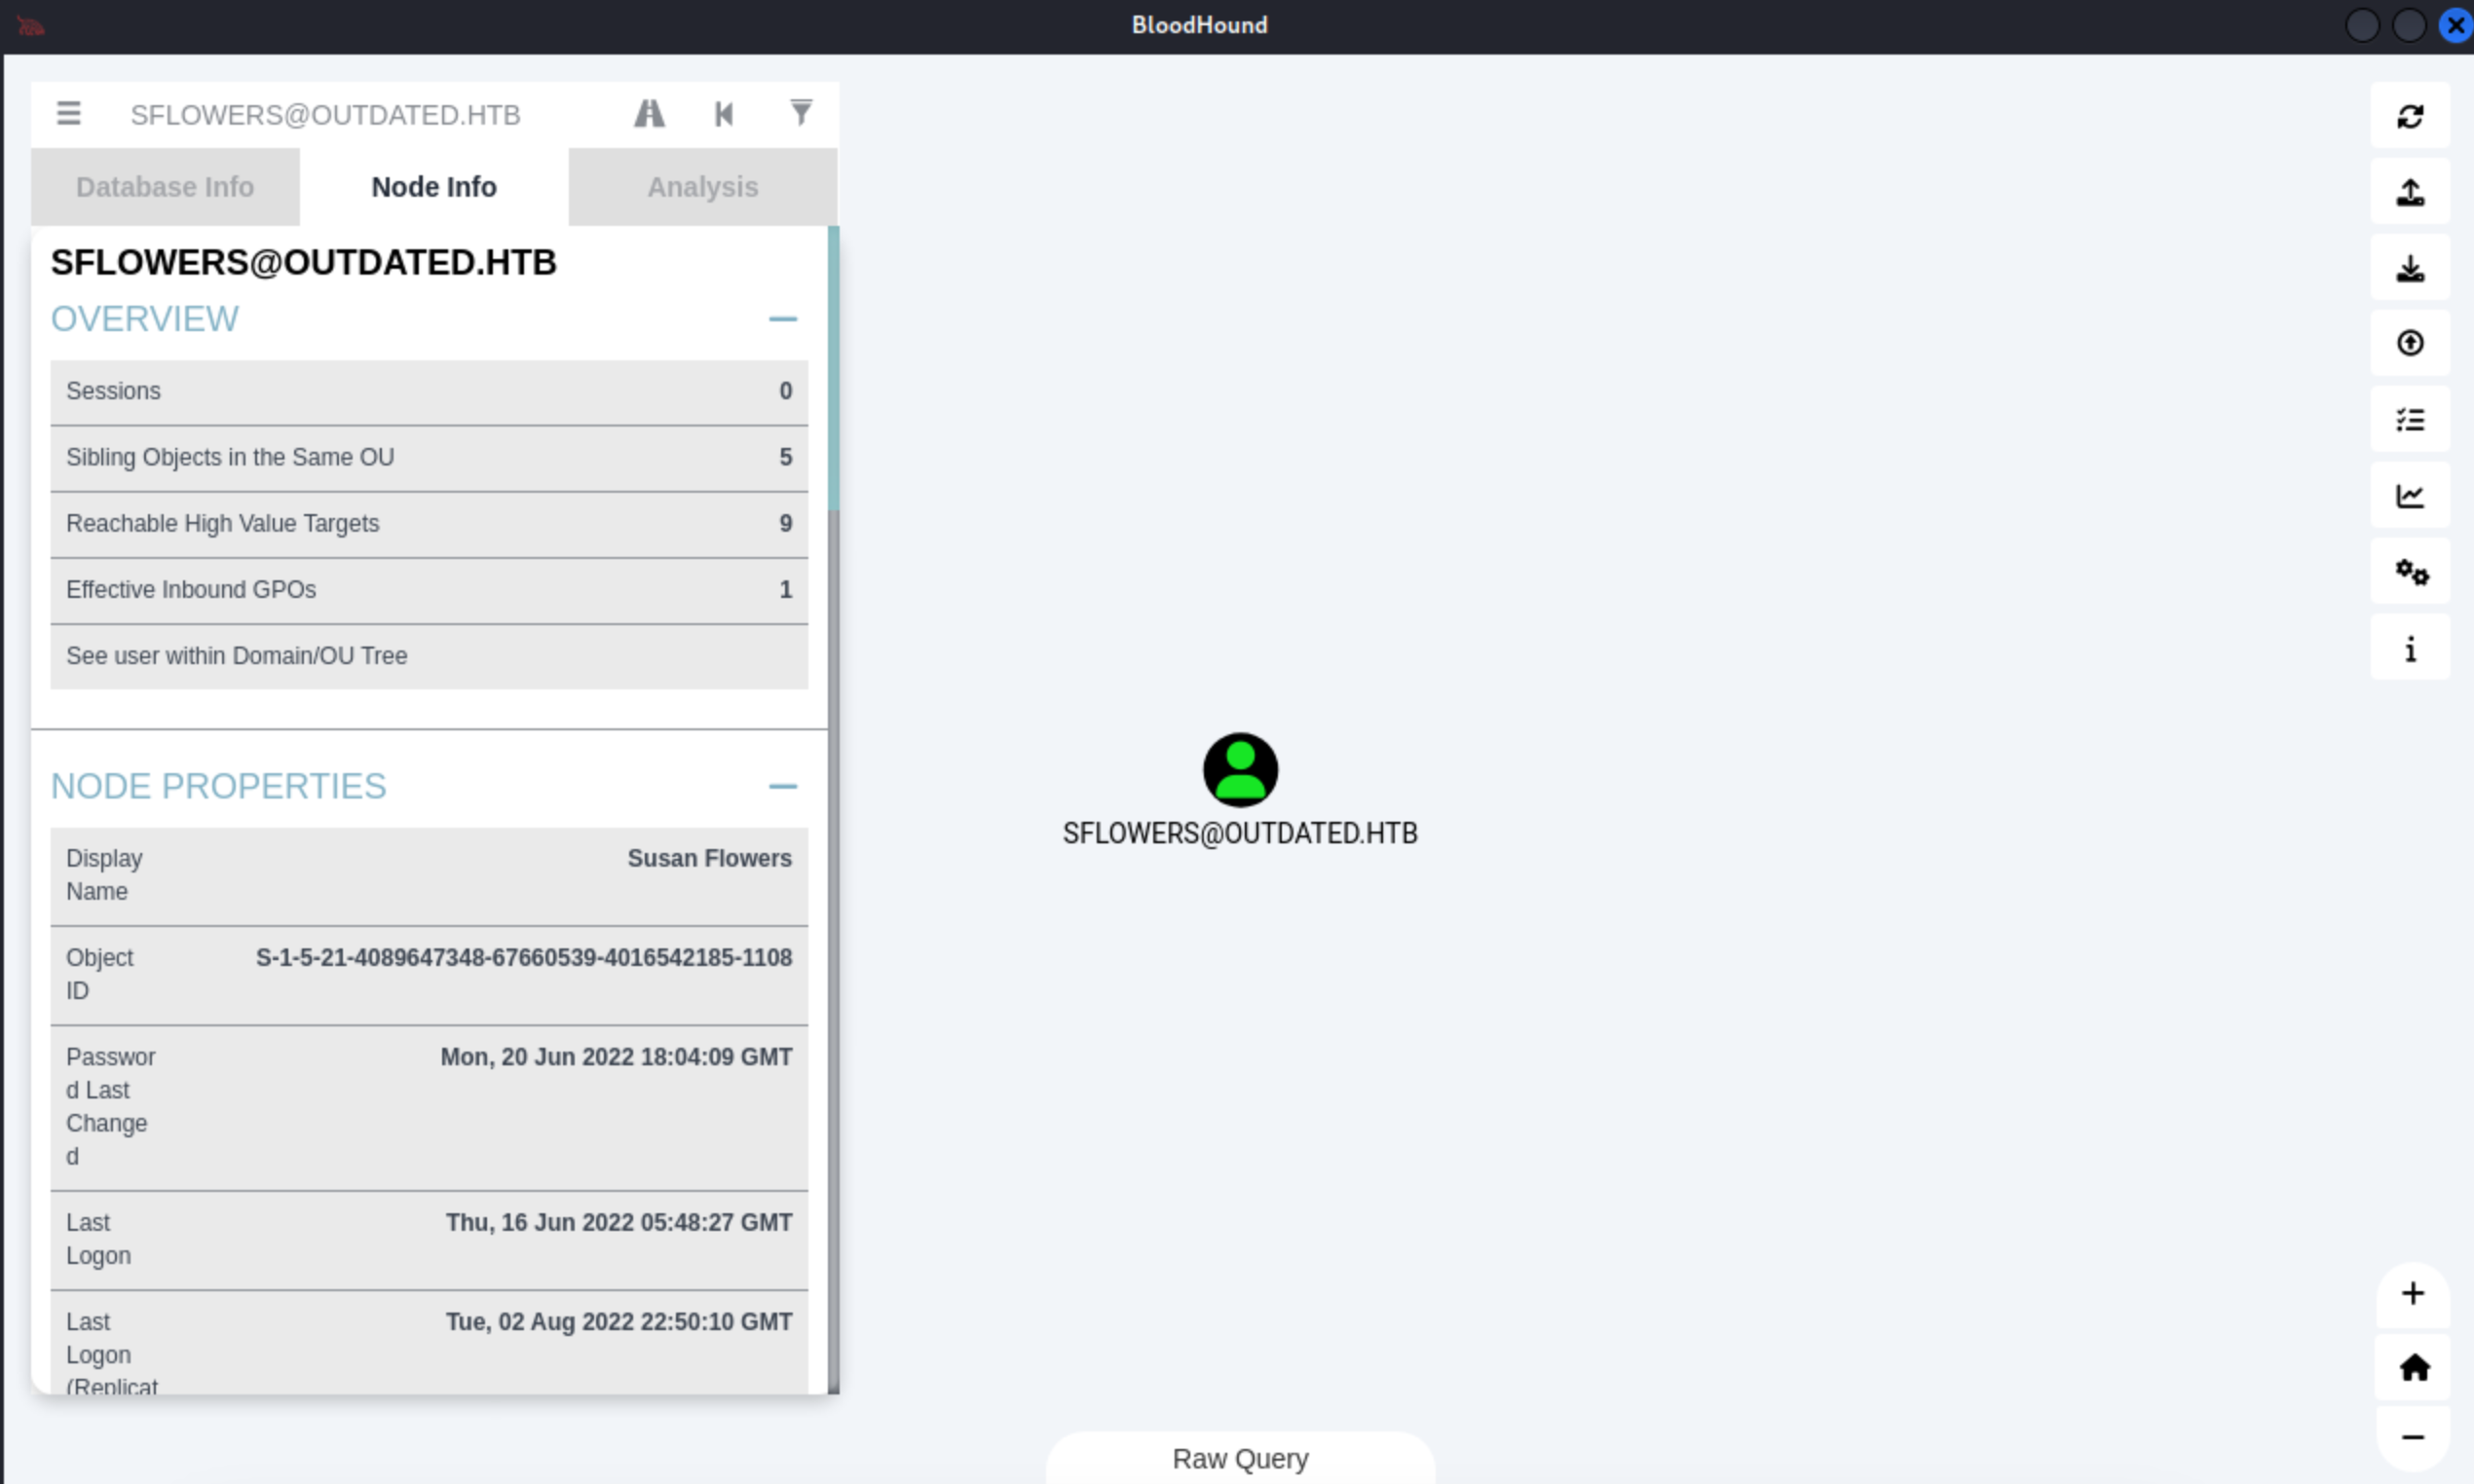 BloodHound
SFLOWERS@OUTDATED.HTB
Database Info
Node Info
Analysis
SFLOWERS@OUTDATED.HTB
OVERVIEW
Sessions 0
Sibling Objects in the Same OU 5
Reachable High Value Targets 9
Effective Inbound GPOs 1
See user within Domain/OU Tree
NODE PROPERTIES
Display Susan Flowers
Name
Object S-1-5-21-4089647348-67660539-4016542185-1108
ID
Passwor Mon, 20 Jun 2022 18:04:09 GMT
d Last
Change
d
Last Thu, 16 Jun 2022 05:48:27 GMT
Logon
Last Tue, 02 Aug 2022 22:50:10 GMT
Logon
(Replicat
SFLOWERS@OUTDATED.HTB
Raw Query